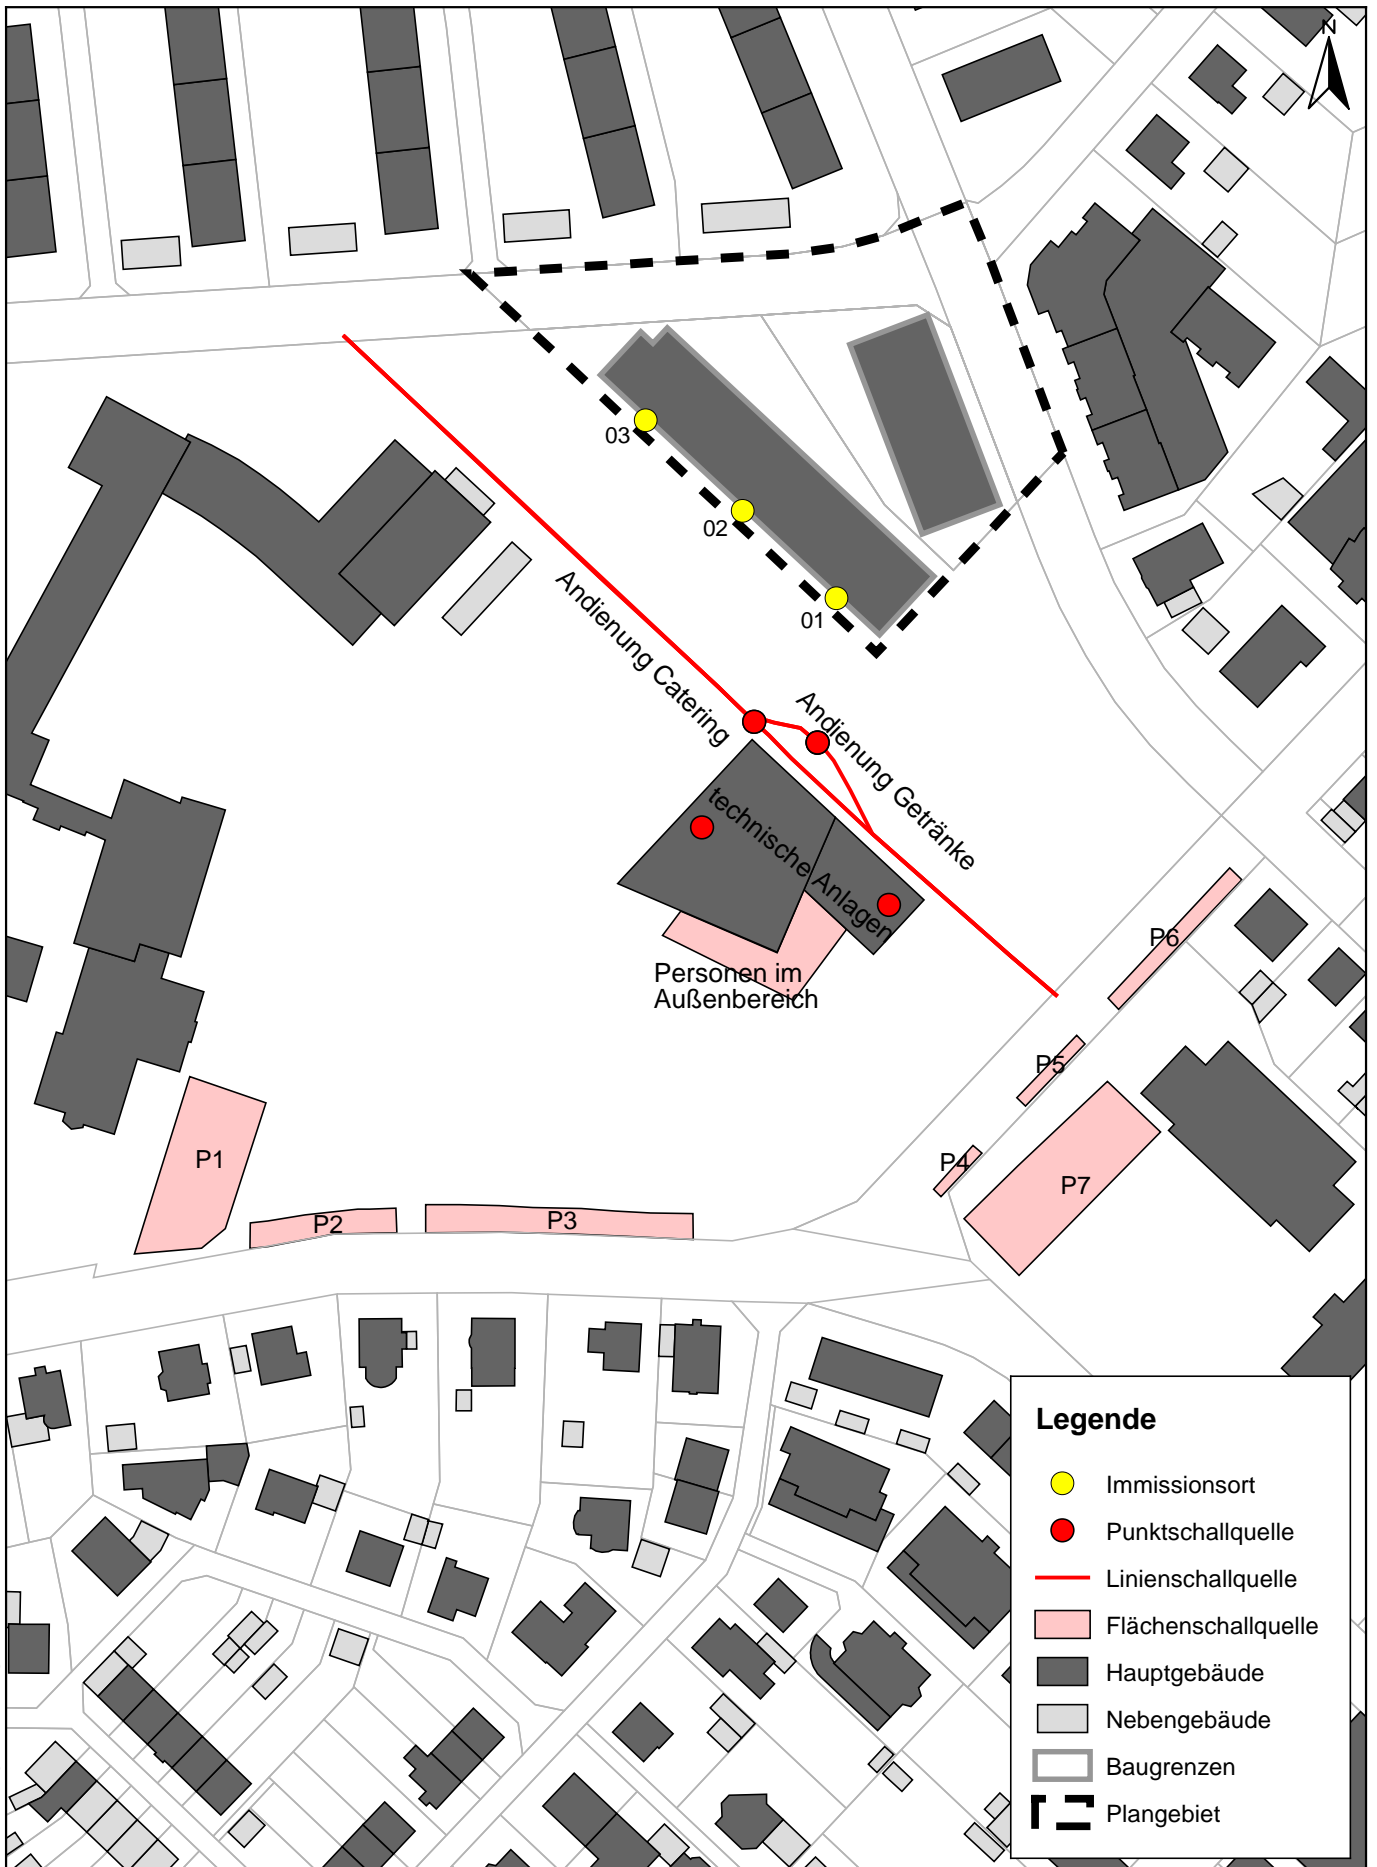 N
03
02
01
Andienung Catering
Andienung Getränke
technische Anlagen
Personen im
Außenbereich
P6
P5
P4
P7
P1
P2
P3
Legende
Immissionsort
Punktschallquelle
Linienschallquelle
Flächenschallquelle
Hauptgebäude
Nebengebäude
Baugrenzen
Plangebiet